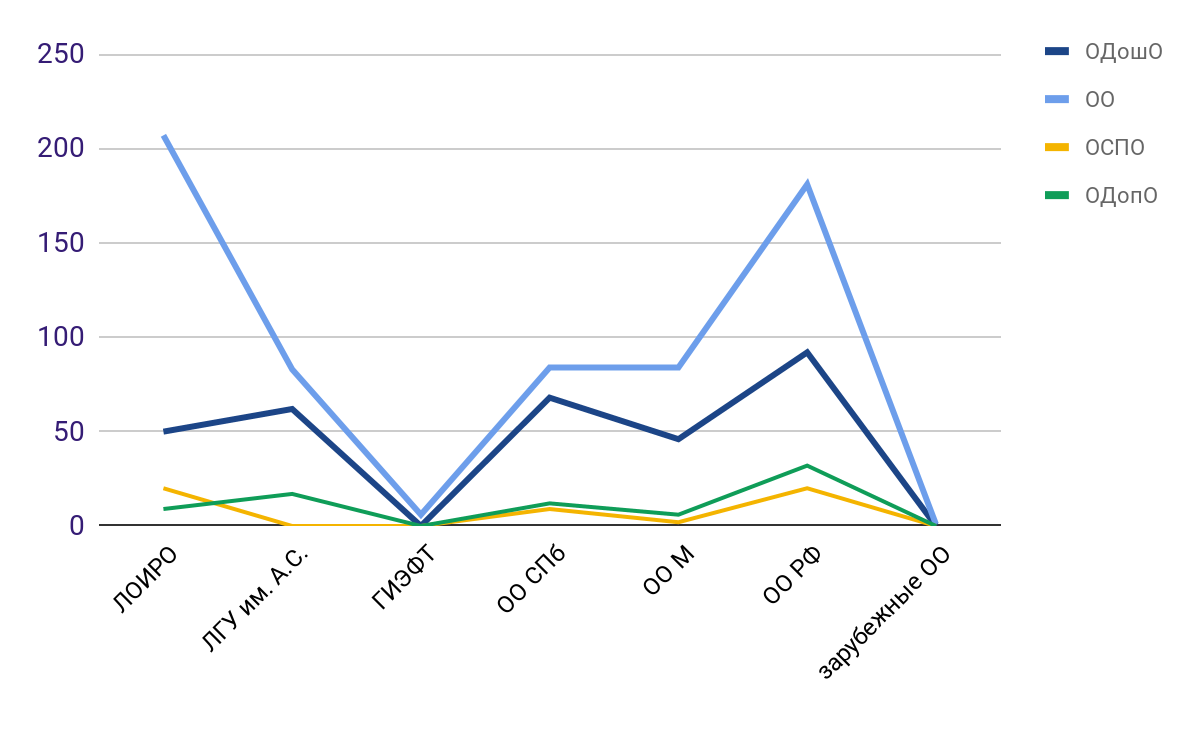 250
200
150
100
50
0
ЛОИРО
ЛГУ им. А.С.
ГИЭФТ
ОО СПб
ОО М
ОО РФ
зарубежные ОО
ОДошО
ОО
ОСПО
ОДопО